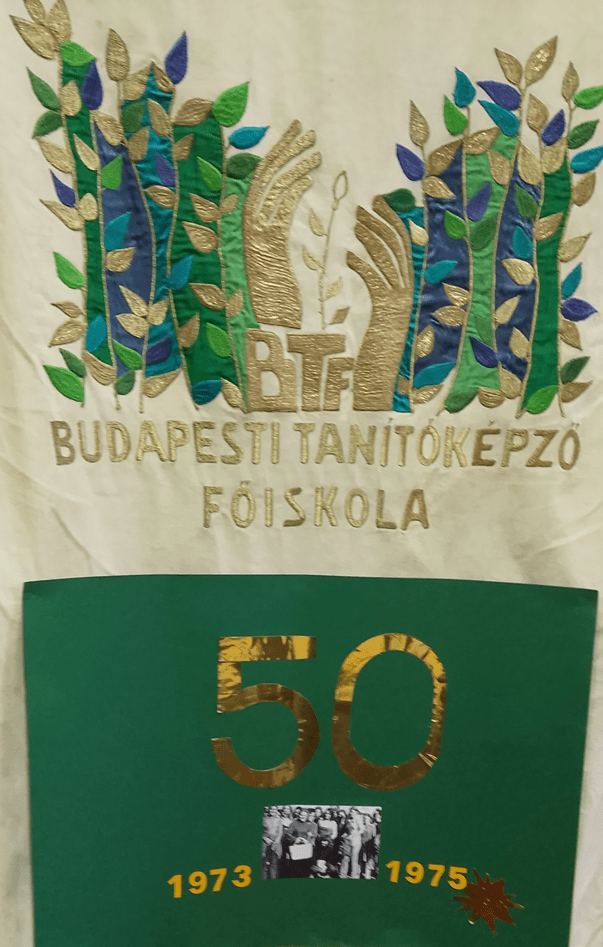 BTF
BUDAPESTI TANÍTÓKÉPZŐ
FŐISKOLA
50
1973 1975